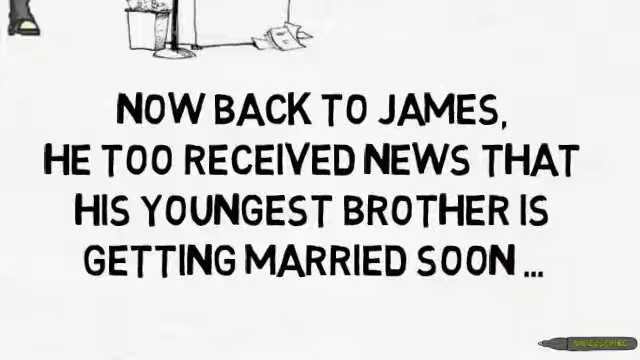 NOW BACK TO JAMES,
HE TOO RECEIVED NEWS THAT
HIS YOUNGEST BROTHER IS
GETTING MARRIED SOON ...